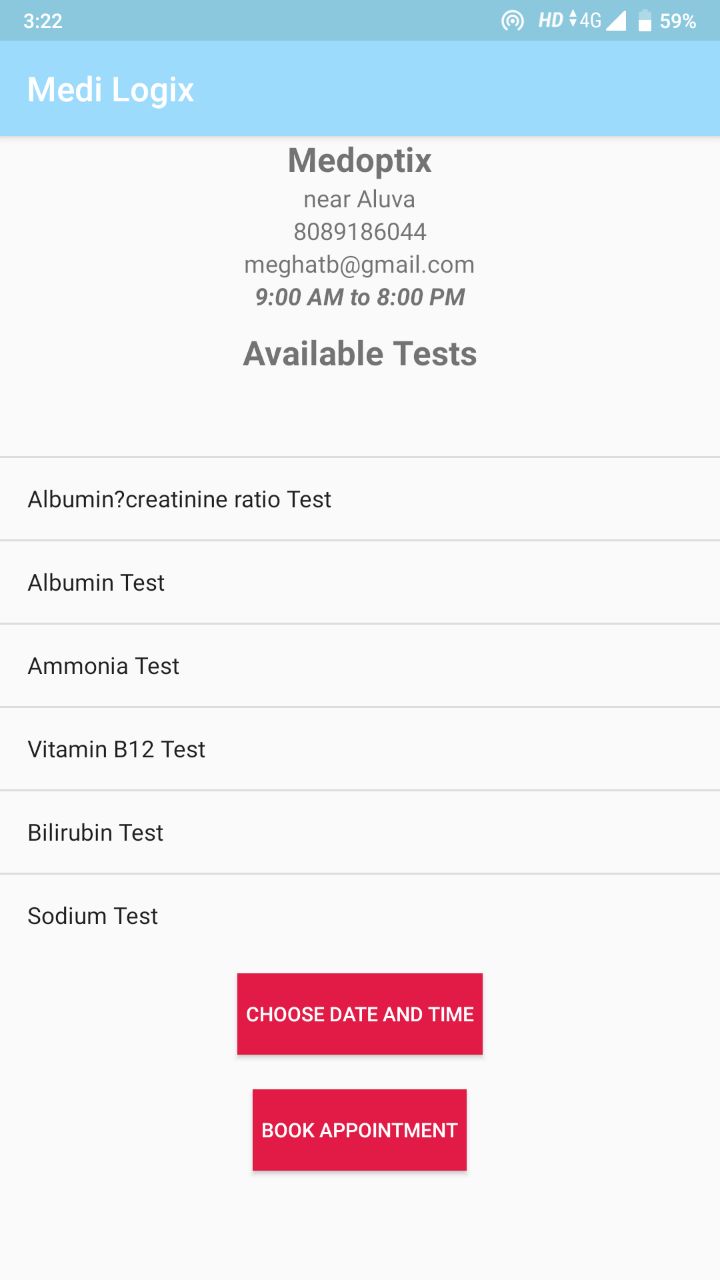 3:22 HD 4G 59%
Medi Logix
Medoptix
near Aluva
8089186044
meghatb@gmail.com
9:00 AM to 8:00 PM
Available Tests
Albumin?creatinine ratio Test
Albumin Test
Ammonia Test
Vitamin B12 Test
Bilirubin Test
Sodium Test
CHOOSE DATE AND TIME
BOOK APPOINTMENT